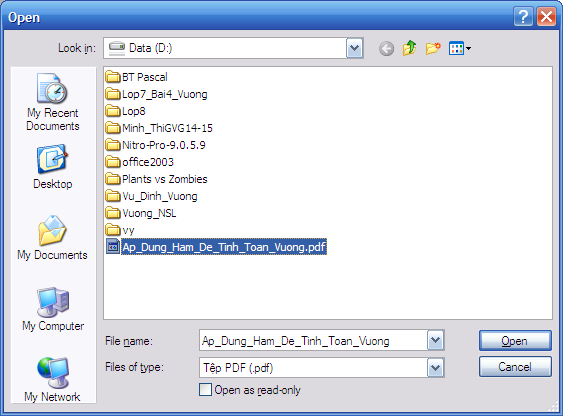 Open
Look in:
Data (D:)
My Recent
Documents
Desktop
My Documents
My Computer
My Network
BT Pascal
Lop7_Bai4_Vuong
Lop8
Minh_ThiGVG14-15
Nitro-Pro-9.0.5.9
office2003
Plants vs Zombies
Vu_Dinh_Vuong
Vuong_NSL
vy
Ap_Dung_Ham_De_Tinh_Toan_Vuong.pdf
File name:
Ap_Dung_Ham_De_Tinh_Toan_Vuong
Open
Files of type:
Tệp PDF (.pdf)
Cancel
Open as read-only